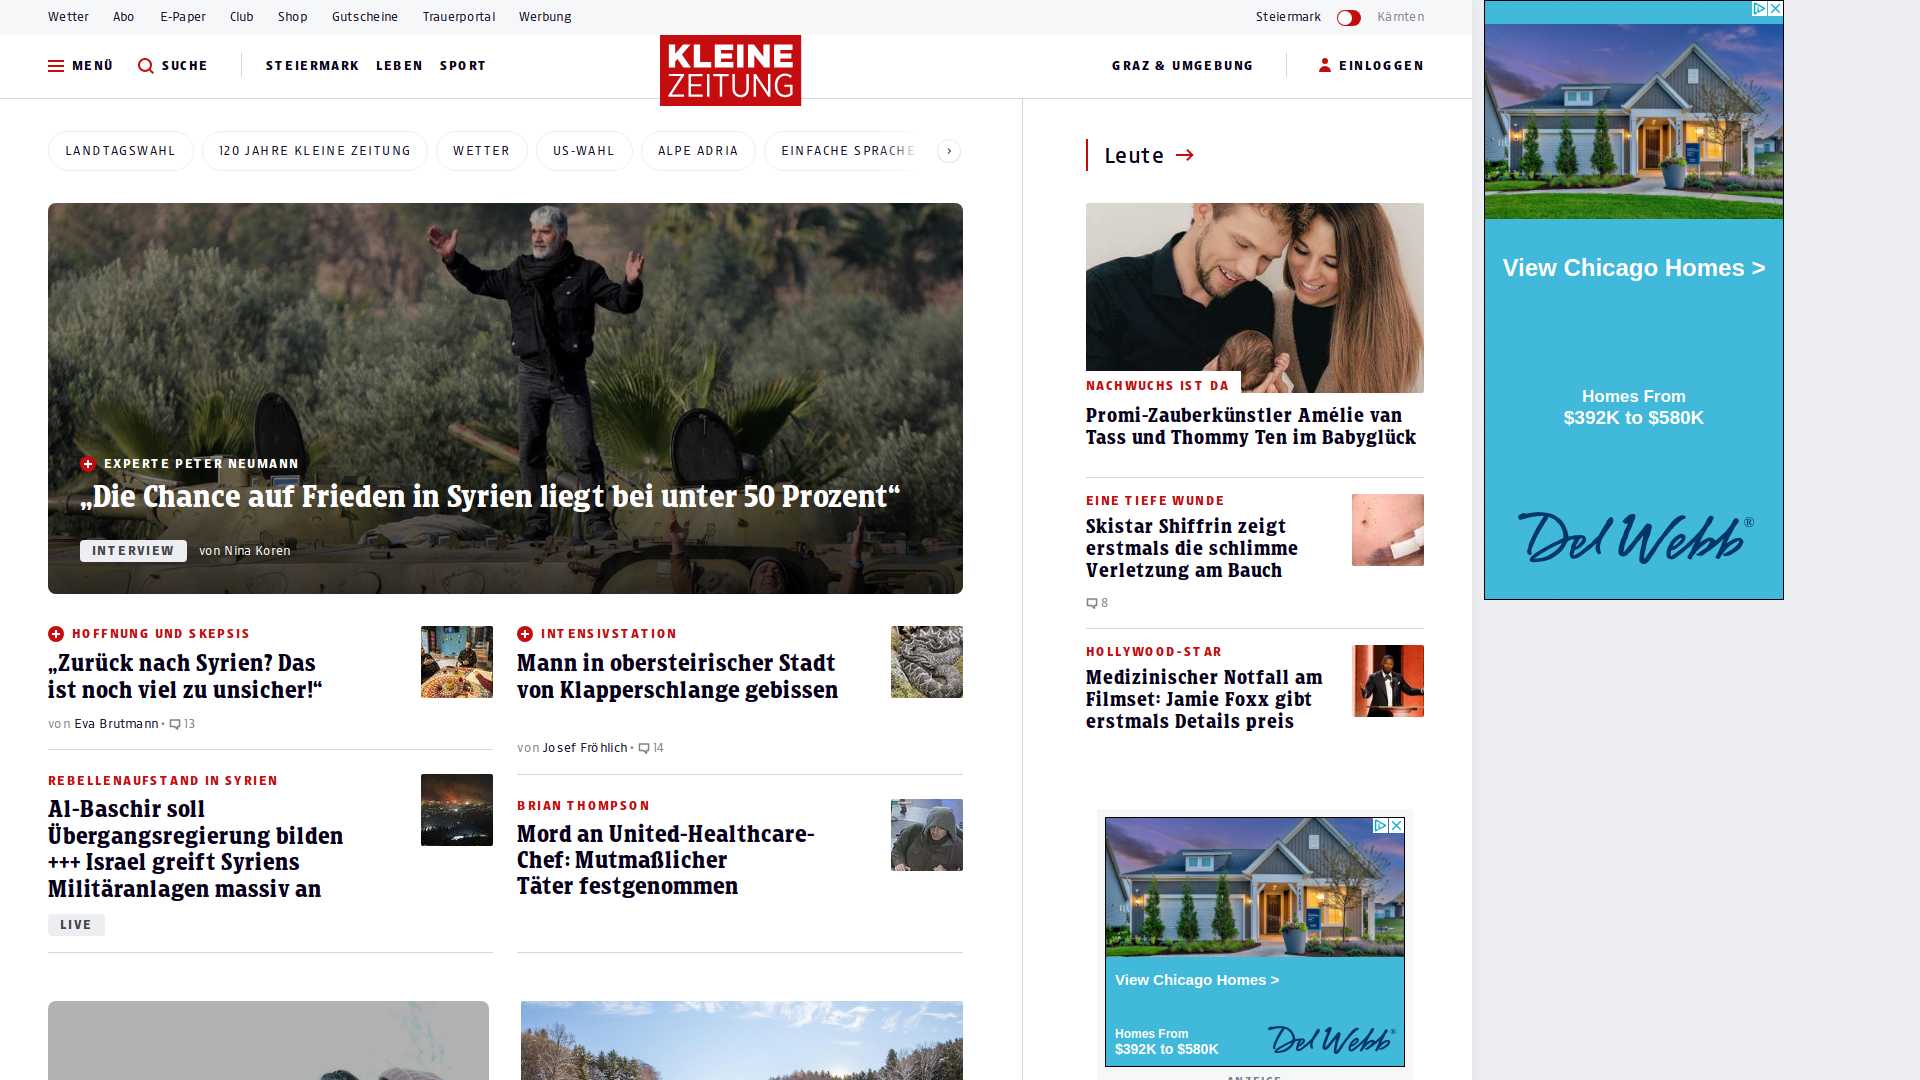 Wetter Abo E-Paper Club Shop Gutscheine Trauerportal Werbung
Steiermark Kärnten
MENÜ SUCHE STEIERMARK LEBEN SPORT
KLEINE
ZEITUNG
GRAZ & UMGEBUNG EINLOGGEN
LANDTAGSWAHL 120 JAHRE KLEINE ZEITUNG WETTER US-WAHL ALPE ADRIA EINFACHE SPRACHE
EXPERTE PETER NEUMANN
„Die Chance auf Frieden in Syrien liegt bei unter 50 Prozent“
INTERVIEW von Nina Koren
HOFFNUNG UND SKEPSIS
„Zurück nach Syrien? Das
ist noch viel zu unsicher!“
von Eva Brutmann • 13
REBELLENAUFSTAND IN SYRIEN
Al-Baschir soll
Übergangsregierung bilden
+++ Israel greift Syriens
Militäranlagen massiv an
LIVE
INTENSIVSTATION
Mann in obersteirischer Stadt
von Klapperschlange gebissen
von Josef Fröhlich • 14
BRIAN THOMPSON
Mord an United-Healthcare-
Chef: Mutmaßlicher
Täter festgenommen
Leute →
NACHWUCHS IST DA
Promi-Zauberkünstler Amélie van
Tass und Thommy Ten im Babyglück
EINE TIEFE WUNDE
Skistar Shiffrin zeigt
erstmals die schlimme
Verletzung am Bauch
8
HOLLYWOOD-STAR
Medizinischer Notfall am
Filmset: Jamie Foxx gibt
erstmals Details preis
View Chicago Homes >
Homes From
$392K to $580K
Del Webb®
ANZEIGE
View Chicago Homes >
Homes From
$392K to $580K
Del Webb®